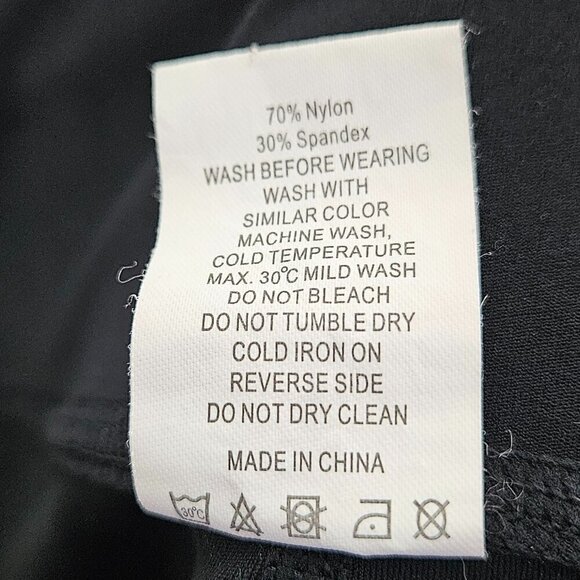 70% Nylon
30% Spandex
WASH BEFORE WEARING
WASH WITH
SIMILAR COLOR
MACHINE WASH,
COLD TEMPERATURE
MAX. 30℃ MILD WASH
DO NOT BLEACH
DO NOT TUMBLE DRY
COLD IRON ON
REVERSE SIDE
DO NOT DRY CLEAN
MADE IN CHINA
30℃